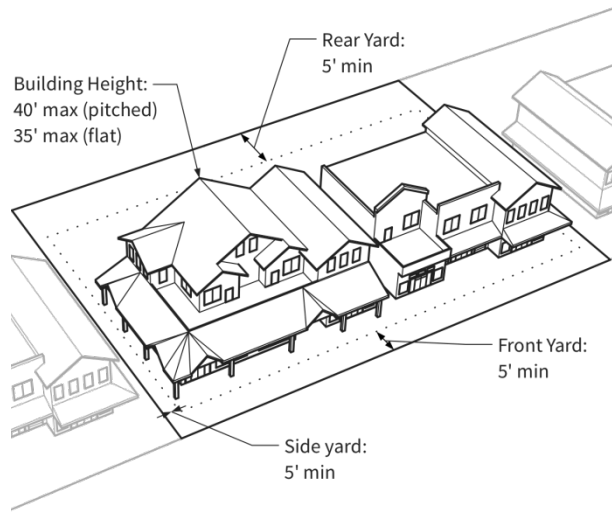 Rear Yard:
5' min
Building Height:
40' max (pitched)
35' max (flat)
Front Yard:
5' min
Side yard:
5' min